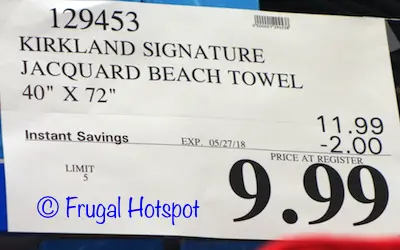 129453
KIRKLAND SIGNATURE
JACQUARD BEACH TOWEL
40" X 72"
11.99
Instant Savings EXP. 05/27/18 -2.00
PRICE AT REGISTER
LIMIT
5
9.99
© Frugal Hotspot